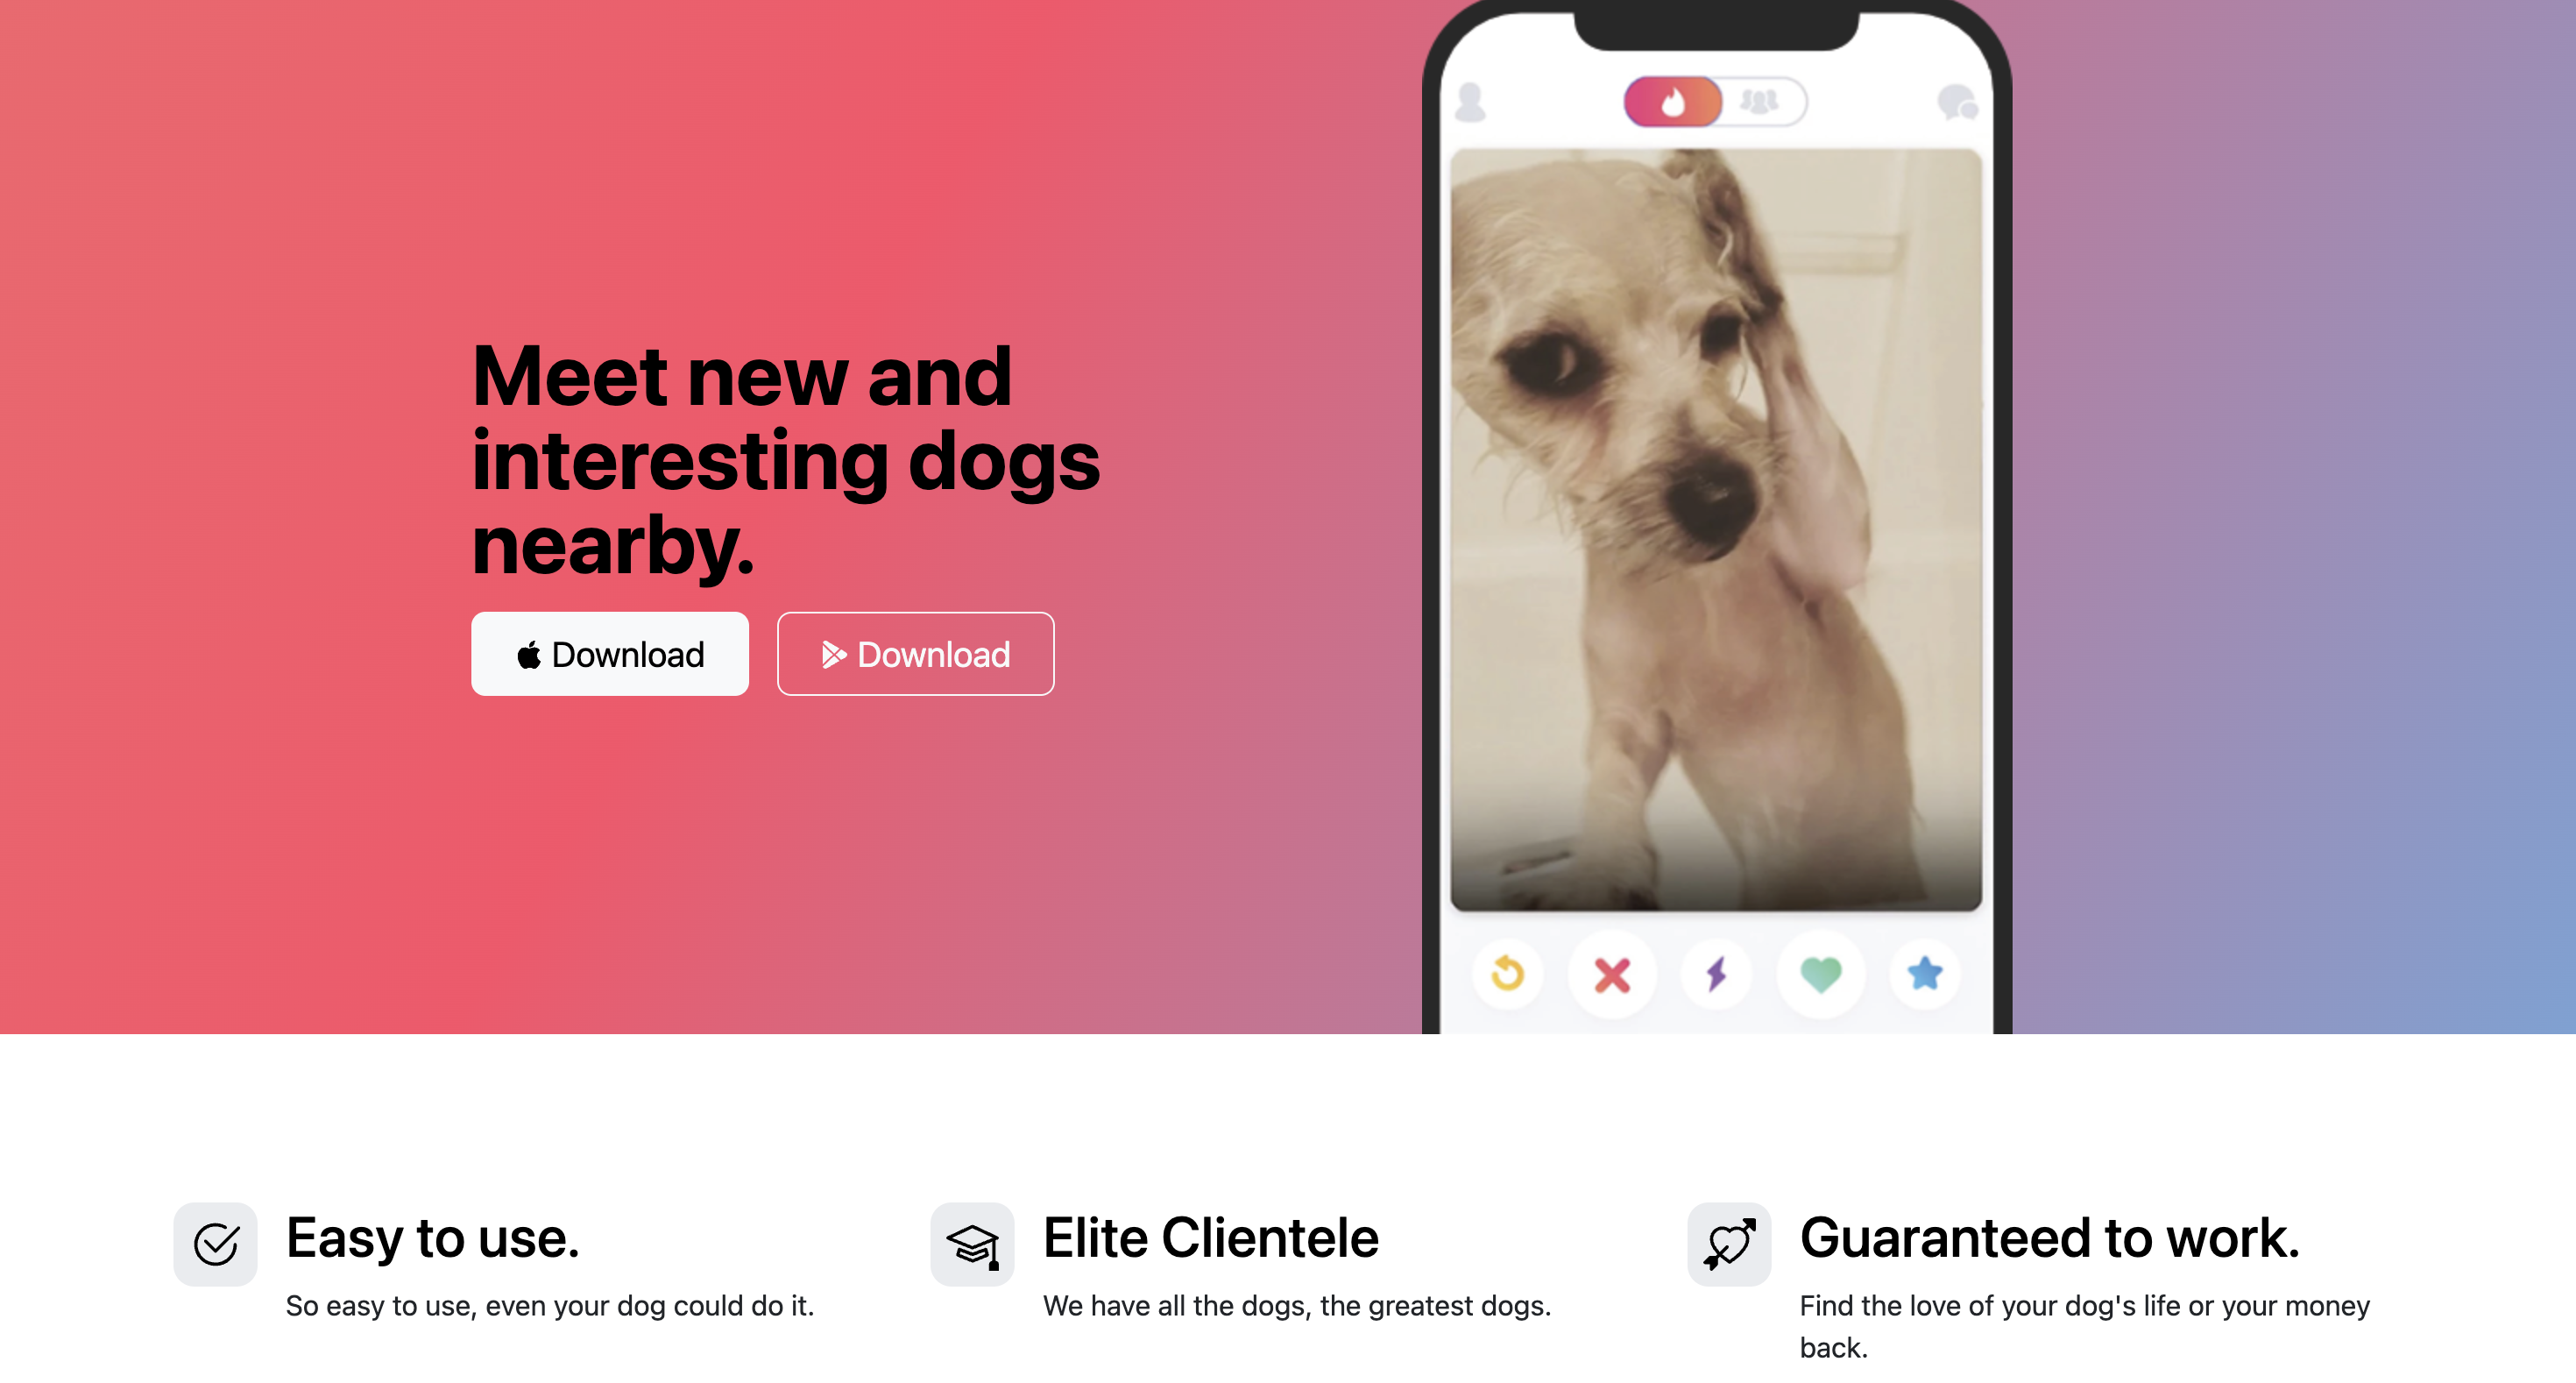 Meet new and
interesting dogs
nearby.
Download
Download
Easy to use.
So easy to use, even your dog could do it.
Elite Clientele
We have all the dogs, the greatest dogs.
Guaranteed to work.
Find the love of your dog's life or your money
back.